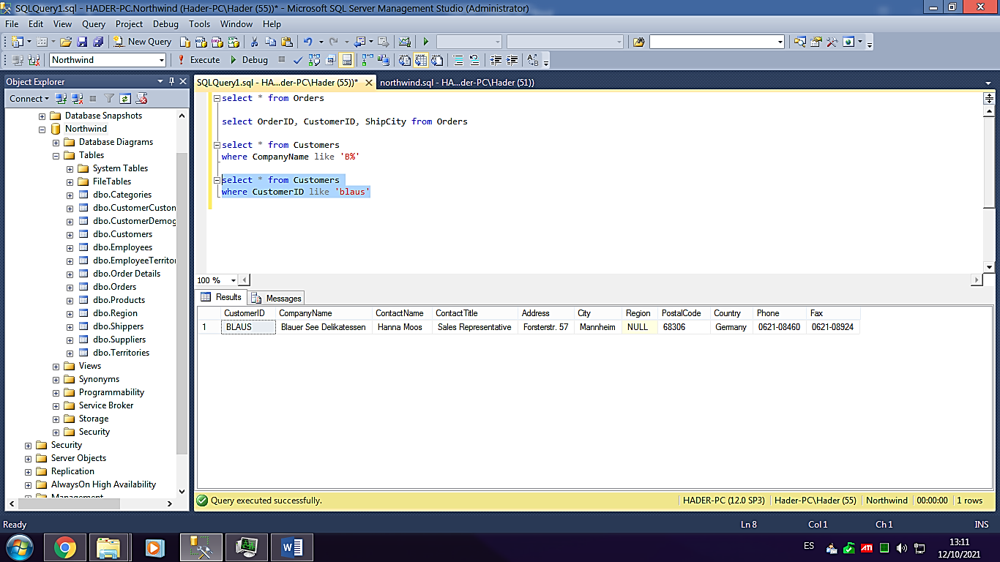 SQLQuery1.sql - HADER-PC.Northwind (Hader-PC\Hader (55))* - Microsoft SQL Server Management Studio (Administrator)
File Edit View Query Project Debug Tools Window Help
New Query
Northwind Execute Debug
Object Explorer
Connect
Database Snapshots
Northwind
Database Diagrams
Tables
System Tables
FileTables
dbo.Categories
dbo.CustomerCuston
dbo.CustomerDemog
dbo.Customers
dbo.Employees
dbo.EmployeeTerrito
dbo.Order Details
dbo.Orders
dbo.Products
dbo.Region
dbo.Shippers
dbo.Suppliers
dbo.Territories
Views
Synonyms
Programmability
Service Broker
Storage
Security
Security
Server Objects
Replication
AlwaysOn High Availability
Management
SQLQuery1.sql - HA...der-PC\Hader (55))* northwind.sql - HA...der-PC\Hader (51))
select * from Orders
select OrderID, CustomerID, ShipCity from Orders
select * from Customers
where CompanyName like 'B%'
select * from Customers
where CustomerID like 'blaus'
100 %
Results Messages
CustomerID CompanyName ContactName ContactTitle Address City Region PostalCode Country Phone Fax
1 BLAUS Blauer See Delikatessen Hanna Moos Sales Representative Forsterstr. 57 Mannheim NULL 68306 Germany 0621-08460 0621-08924
Query executed successfully. HADER-PC (12.0 SP3) Hader-PC\Hader (55) Northwind 00:00:00 1 rows
Ready Ln 8 Col 1 Ch 1 INS
ES ATI 13:11
12/10/2021